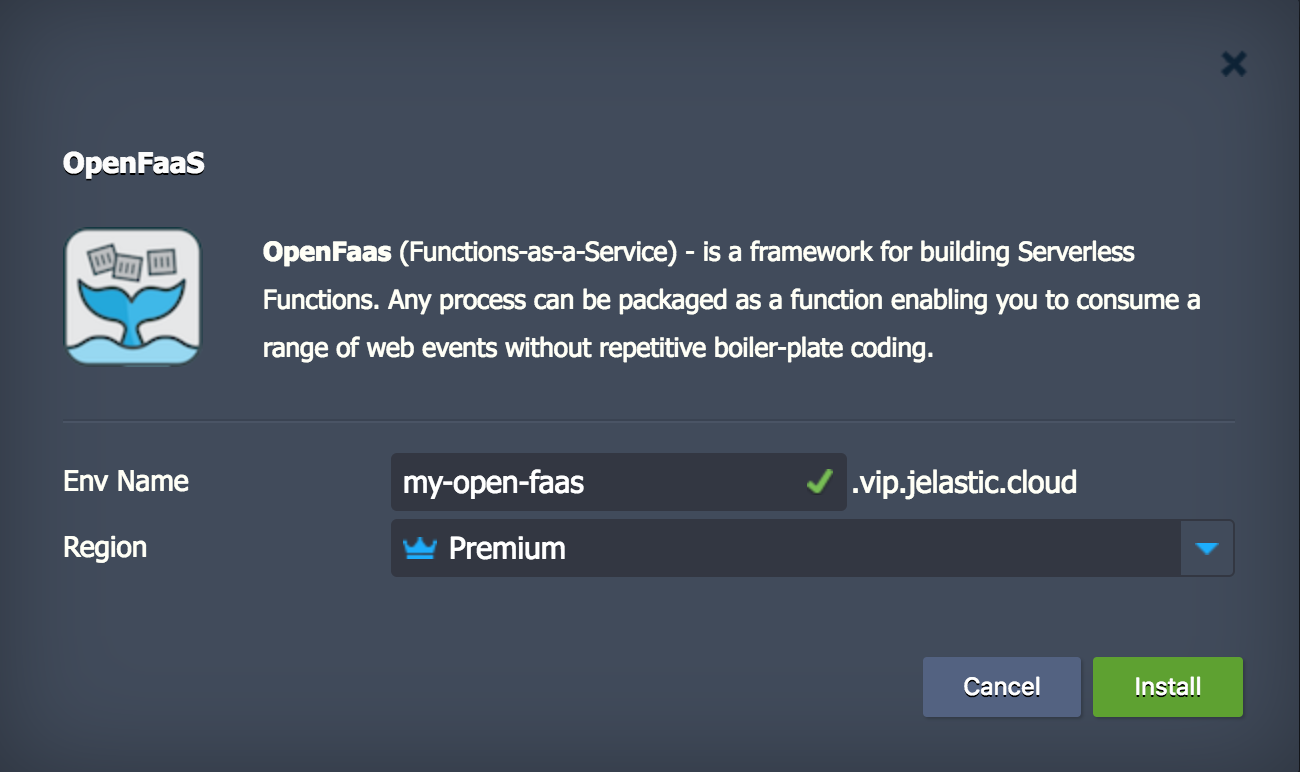 OpenFaaS
OpenFaas (Functions-as-a-Service) - is a framework for building Serverless
Functions. Any process can be packaged as a function enabling you to consume a
range of web events without repetitive boiler-plate coding.
Env Name my-open-faas .vip.jelastic.cloud
Region Premium
Cancel Install